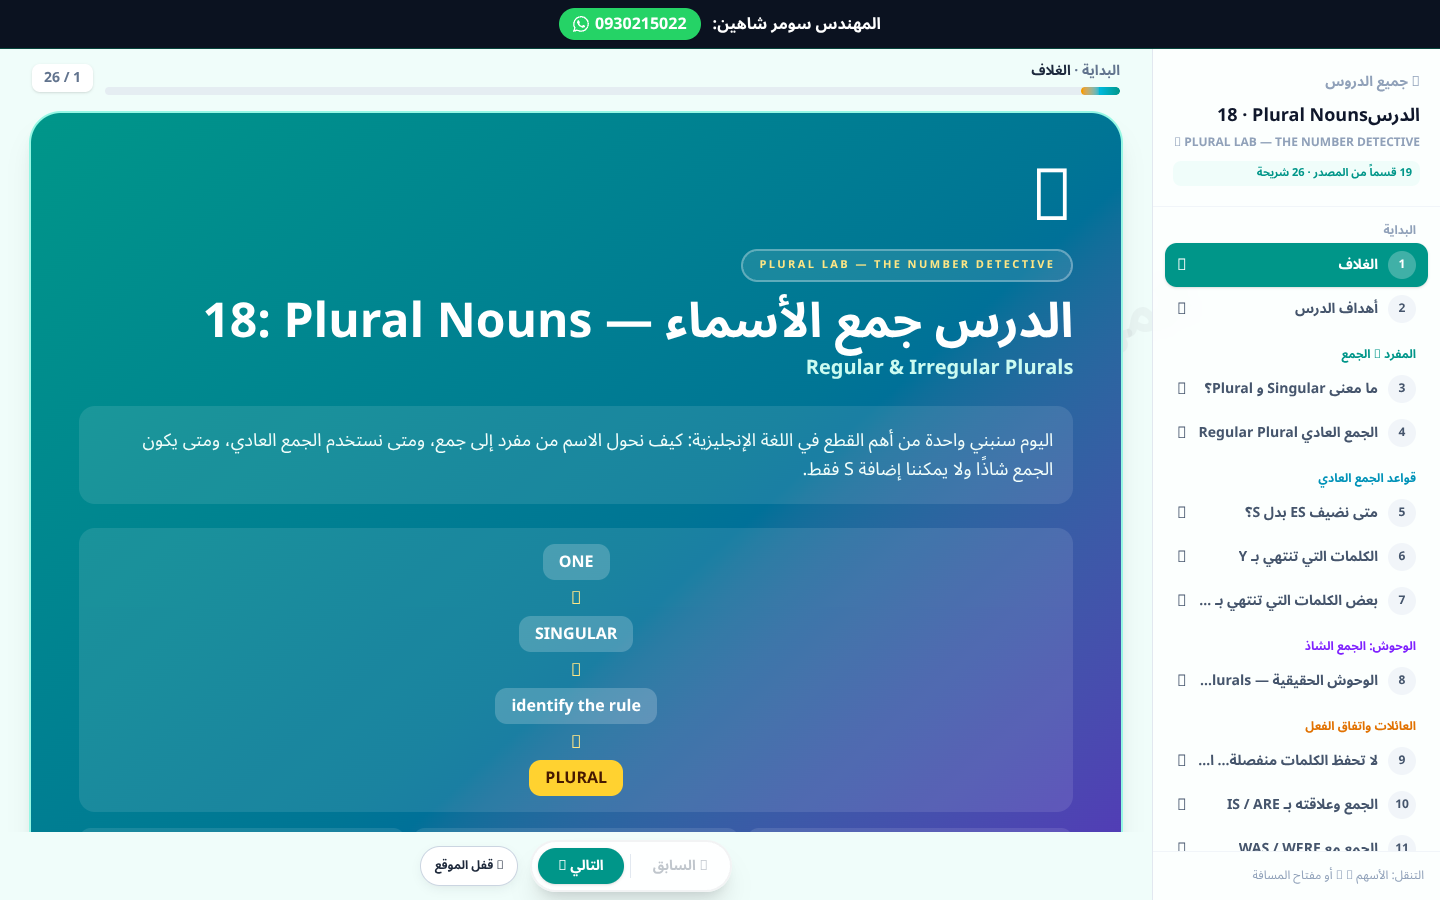 المهندس سومر شاهين: 0930215022
جميع الدروس
الدرس18 · Plural Nouns
PLURAL LAB — THE NUMBER DETECTIVE
19 قسماً من المصدر · 26 شريحة
البداية
1 الغلاف
2 أهداف الدرس
المفرد الجمع
3 ما معنى Singular و Plural؟
4 الجمع العادي Regular Plural
قواعد الجمع العادي
5 متى نضيف ES بدل S؟
6 الكلمات التي تنتهي بـ Y
7 بعض الكلمات التي تنتهي بـ ...
الوحوش: الجمع الشاذ
8 الوحوش الحقيقية — lurals...
العائلات واتفاق الفعل
9 لا تحفظ الكلمات منفصلة... ا...
10 الجمع وعلاقته بـ IS / ARE
11 الجمع مع WAS / WERE
التنقل: الأسهم أو مفتاح المسافة
البداية · الغلاف
26 / 1
PLURAL LAB — THE NUMBER DETECTIVE
الدرس 18: Plural Nouns — جمع الأسماء
Regular & Irregular Plurals
اليوم سنبني واحدة من أهم القطع في اللغة الإنجليزية: كيف نحول الاسم من مفرد إلى جمع، ومتى نستخدم الجمع العادي، ومتى يكون
الجمع شاذًا ولا يمكننا إضافة S فقط.
ONE
SINGULAR
identify the rule
PLURAL
السابق
التالي
قفل الموقع